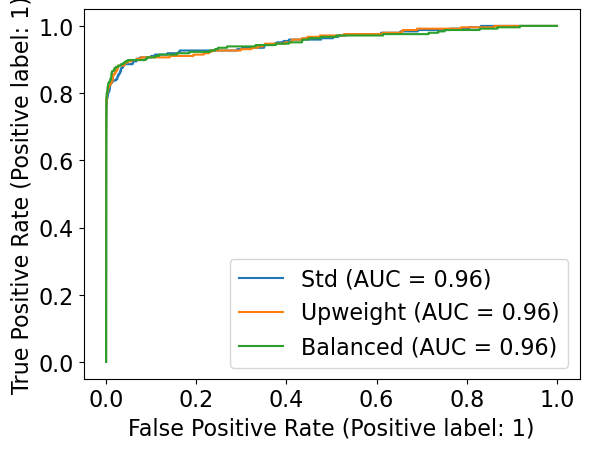 True Positive Rate (Positive label: 1)
1.0
0.8
0.6
0.4
0.2
0.0
Std (AUC = 0.96)
Upweight (AUC = 0.96)
Balanced (AUC = 0.96)
0.0 0.2 0.4 0.6 0.8 1.0
False Positive Rate (Positive label: 1)